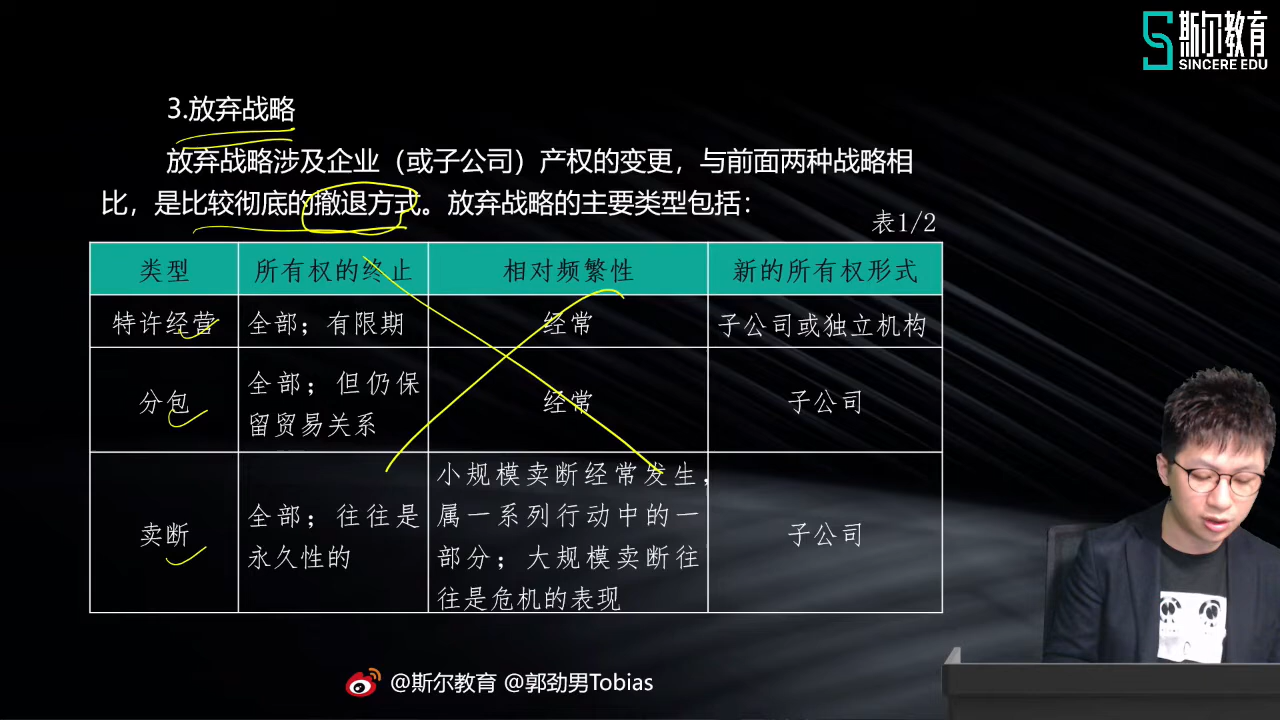 斯尔教育
SINCERE EDU
3.放弃战略
放弃战略涉及企业（或子公司）产权的变更，与前面两种战略相
比，是比较彻底的撤退方式。放弃战略的主要类型包括：
表1/2
类型 所有权的终止 相对频繁性 新的所有权形式
特许经营 全部；有限期 经常 子公司或独立机构
分包 全部；但仍保
留贸易关系 经常 子公司
卖断 全部；往往是
永久性的 小规模卖断经常发生，
属一系列行动中的一
部分；大规模卖断往
往是危机的表现 子公司
@斯尔教育 @郭劲男Tobias